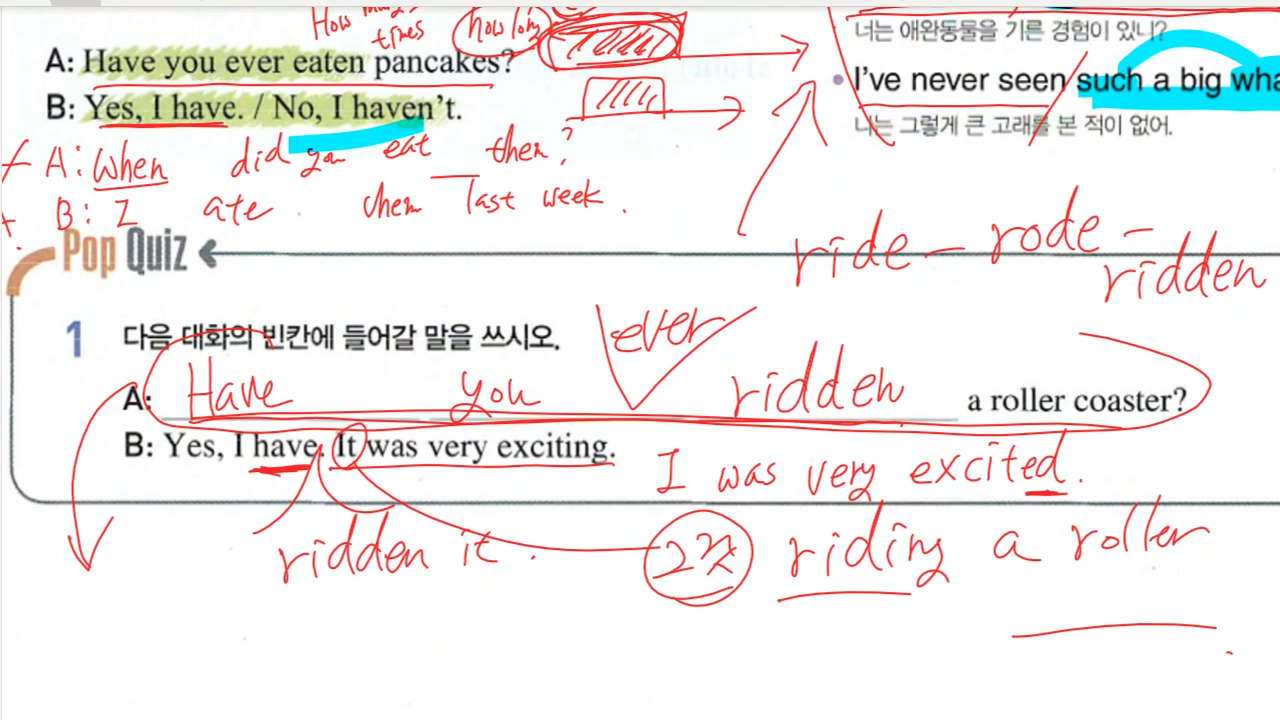 How many times how long
너는 애완동물을 기른 경험이 있니?
A: Have you ever eaten pancakes?
• I've never seen such a big wha
B: Yes, I have. / No, I haven't.
나는 그렇게 큰 고래를 본 적이 없어.
A: When did you eat them?
B: I ate them last week.
ride - rode - ridden
Pop Quiz
1 다음 대화의 빈칸에 들어갈 말을 쓰시오.
ever
A: Have you ridden a roller coaster?
B: Yes, I have. It was very exciting.
I was very excited.
ridden it.
riding a roller